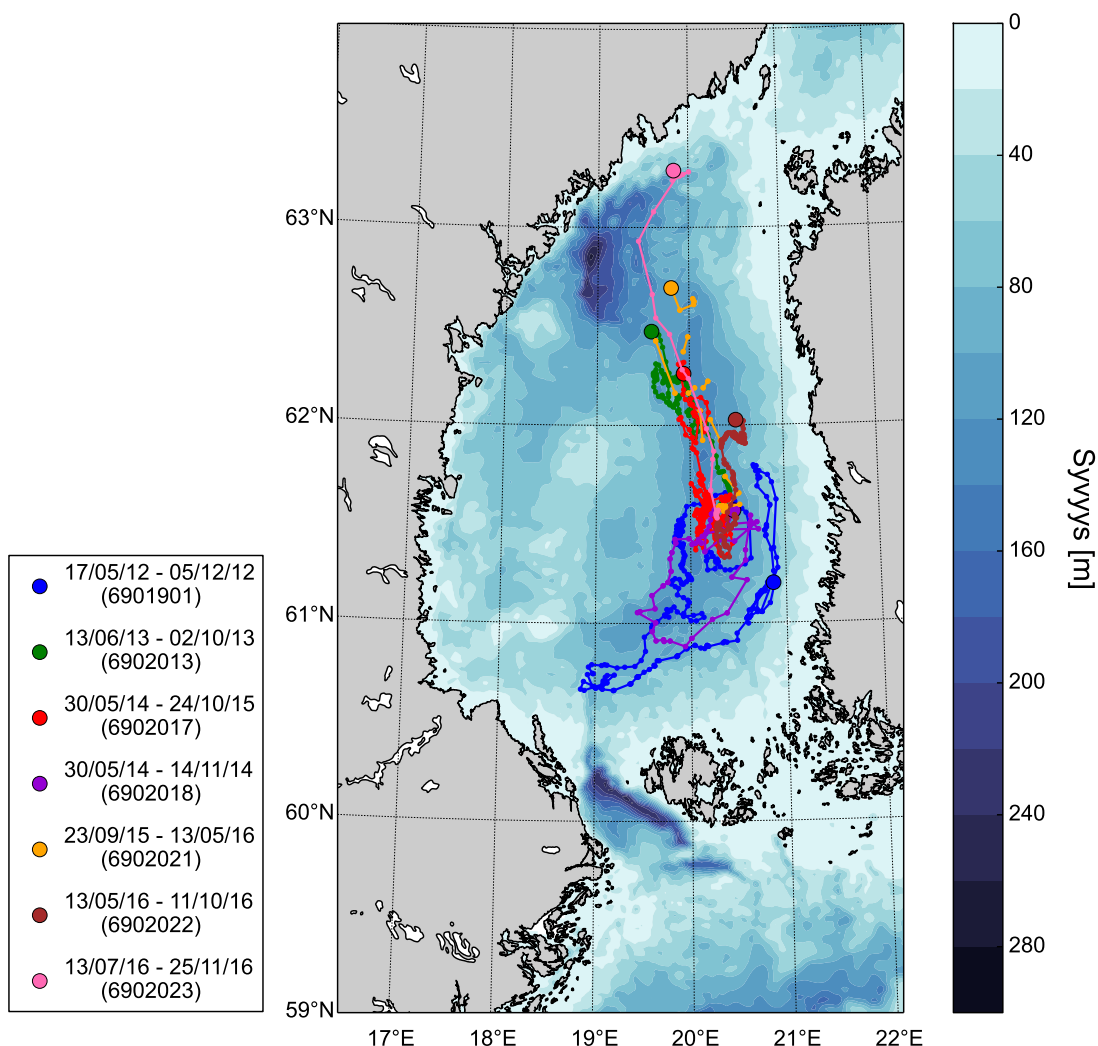 17/05/12 - 05/12/12
(6901901)
13/06/13 - 02/10/13
(6902013)
30/05/14 - 24/10/15
(6902017)
30/05/14 - 14/11/14
(6902018)
23/09/15 - 13/05/16
(6902021)
13/05/16 - 11/10/16
(6902022)
13/07/16 - 25/11/16
(6902023)
63°N
62°N
61°N
60°N
59°N
17°E
18°E
19°E
20°E
21°E
22°E
0
40
80
120
160
200
240
280
Syvyys [m]